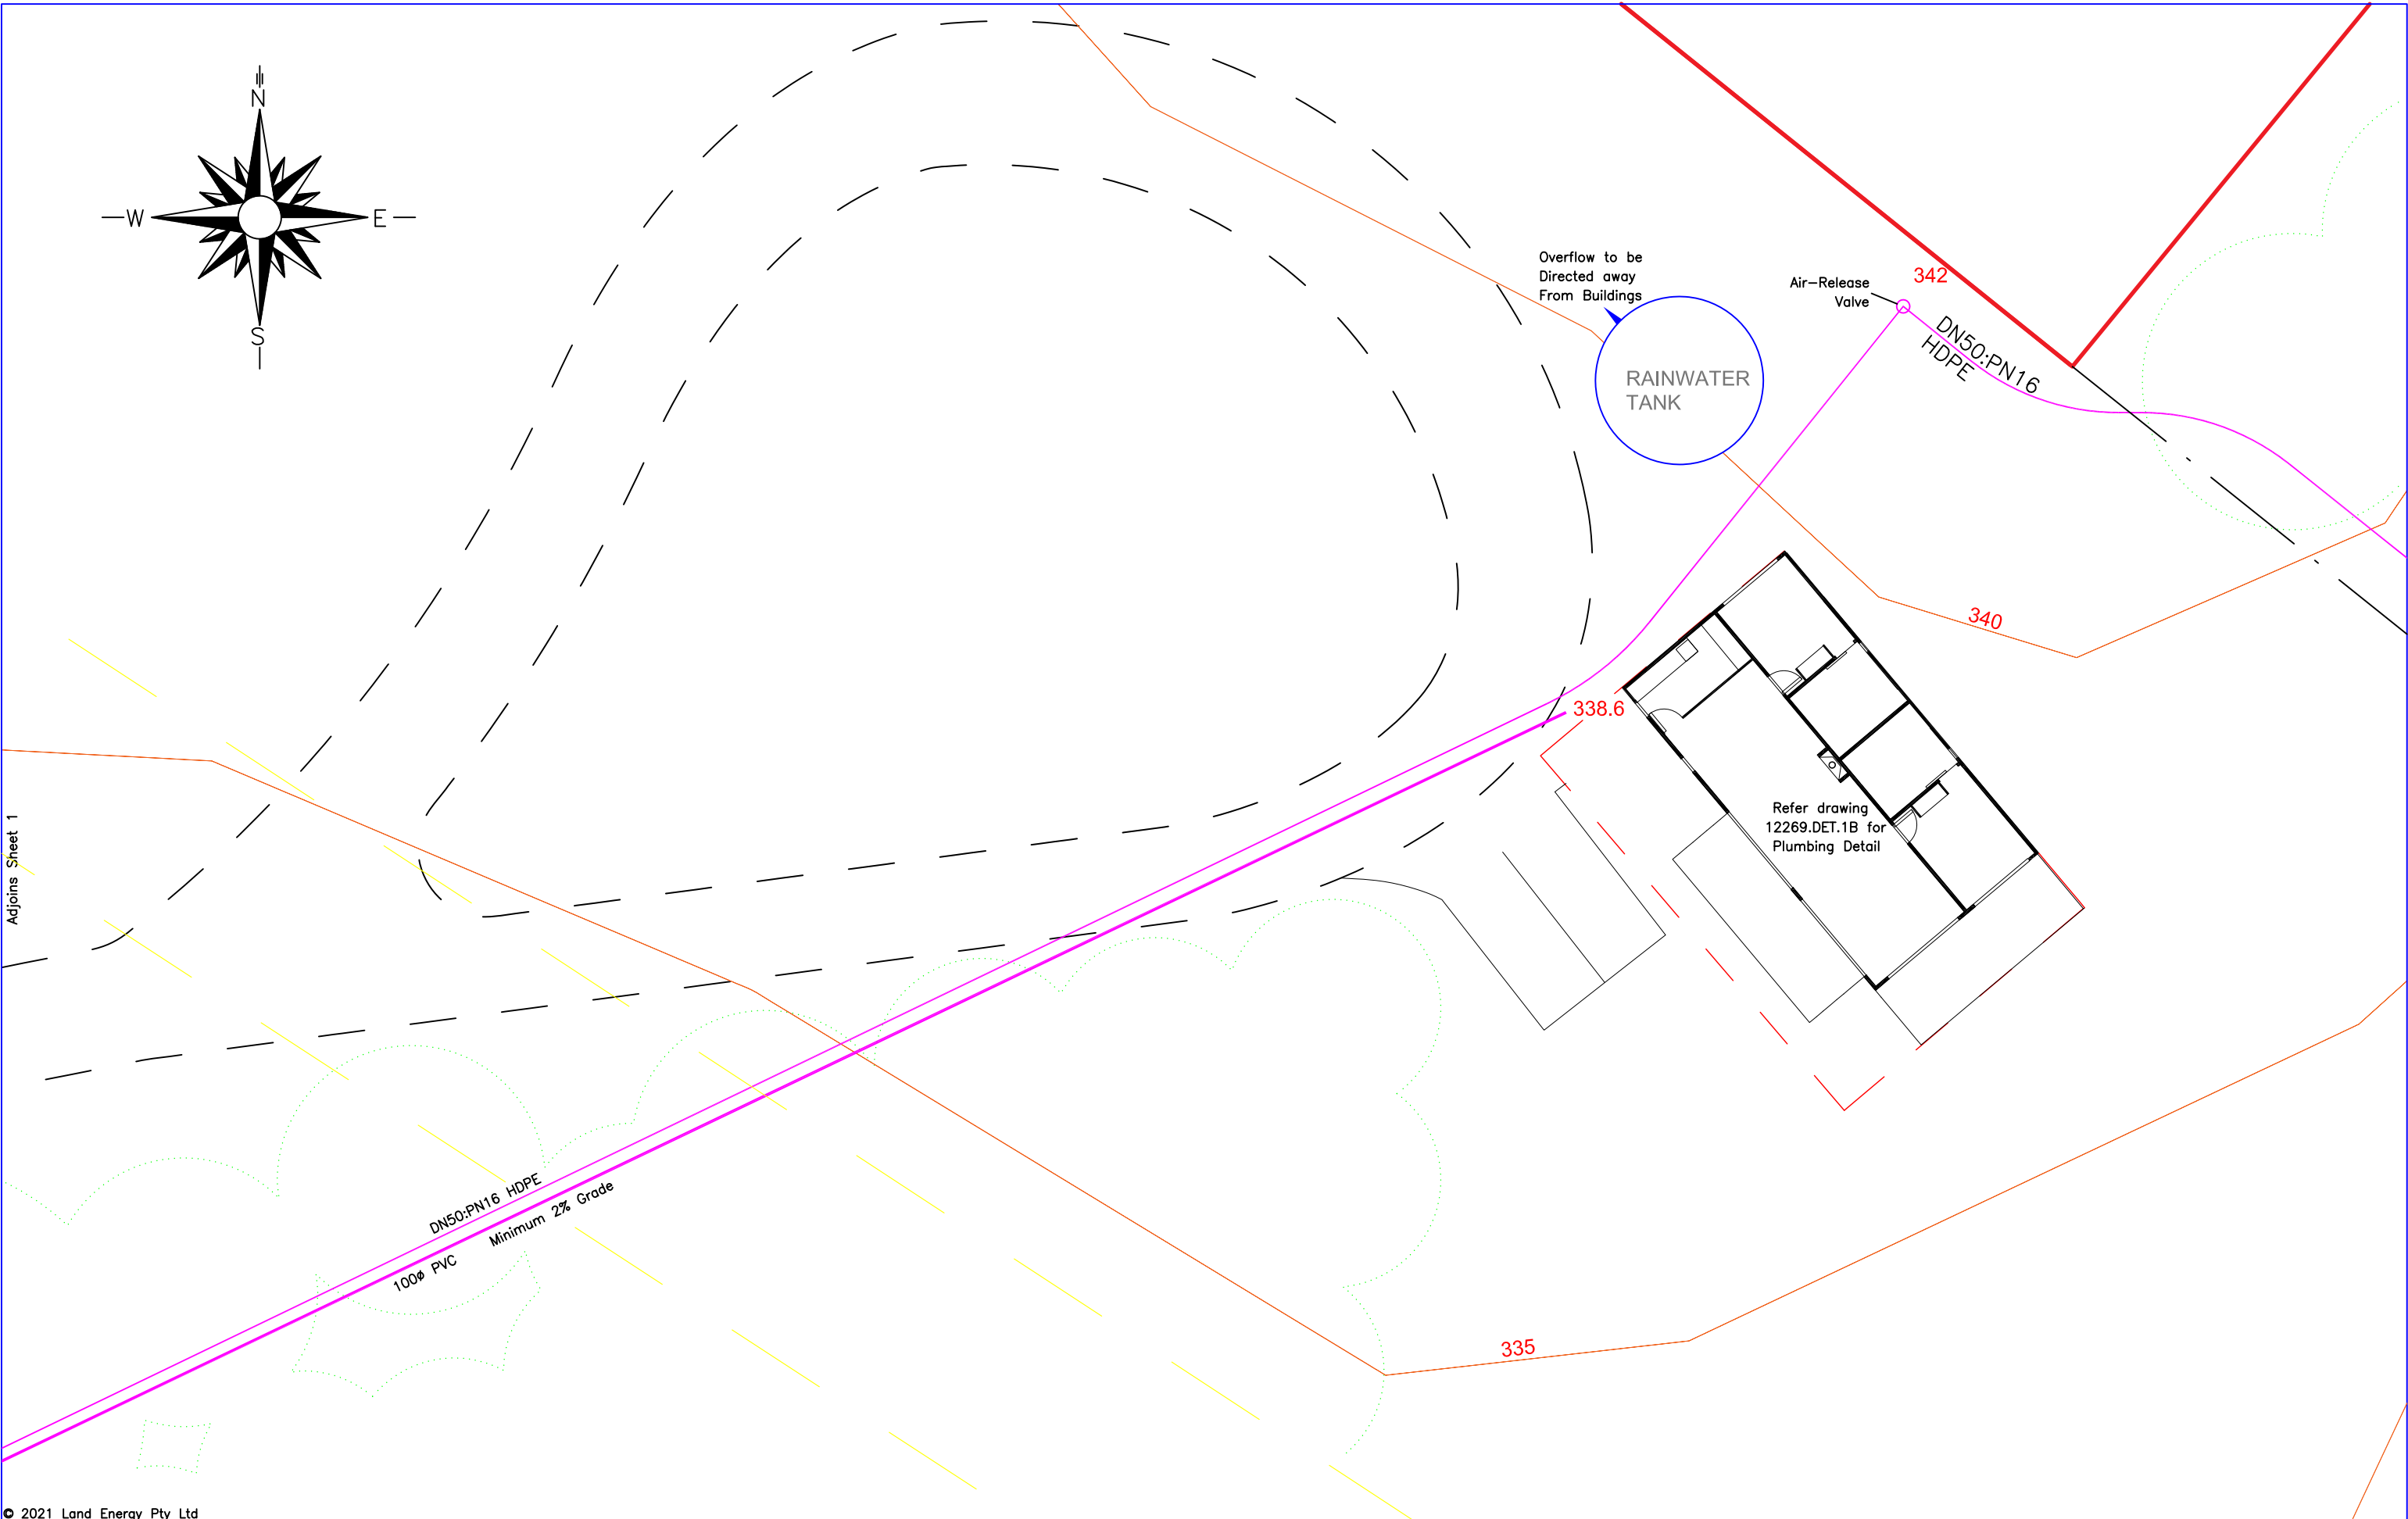 N
W
E
S
Overflow to be
Directed away
From Buildings
RAINWATER
TANK
Air-Release
Valve
342
DN50:PN16
HDPE
340
338.6
Refer drawing
12269.DET.1B for
Plumbing Detail
Adjoins Sheet 1
DN50:PN16 HDPE
100ø PVC Minimum 2% Grade
335
© 2021 Land Energy Pty Ltd